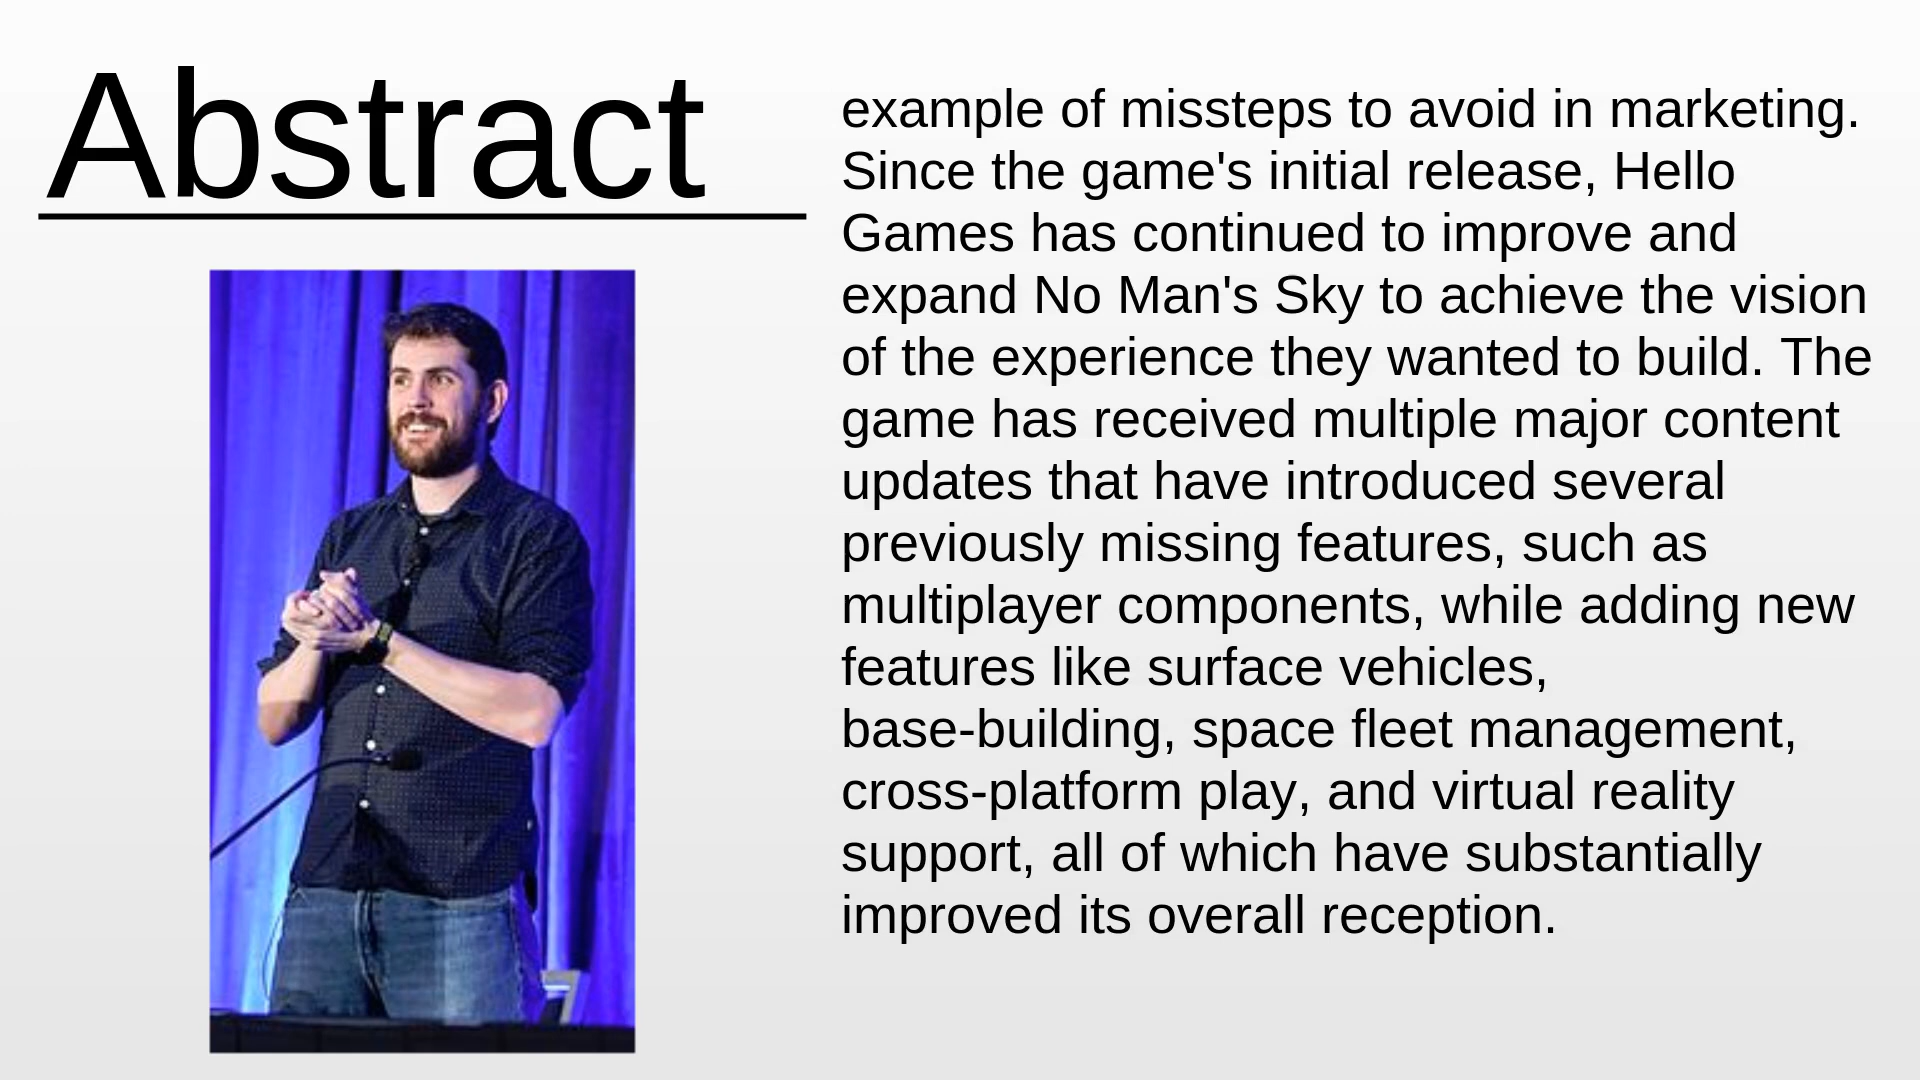 Abstract
example of missteps to avoid in marketing.
Since the game's initial release, Hello
Games has continued to improve and
expand No Man's Sky to achieve the vision
of the experience they wanted to build. The
game has received multiple major content
updates that have introduced several
previously missing features, such as
multiplayer components, while adding new
features like surface vehicles,
base-building, space fleet management,
cross-platform play, and virtual reality
support, all of which have substantially
improved its overall reception.